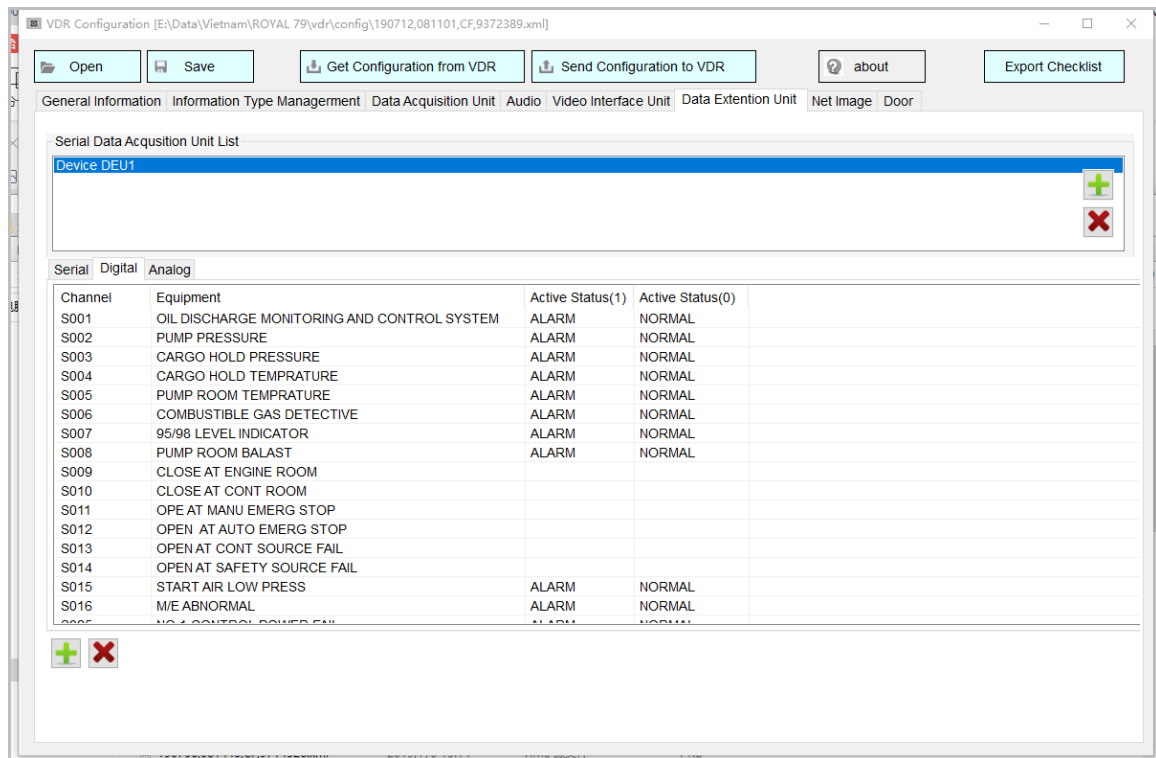 VDR Configuration [E:\Data\Vietnam\ROYAL 79\vdr\config\190712,081101,CF,9372389.xml]
Open Save Get Configuration from VDR Send Configuration to VDR about Export Checklist
General Information Information Type Managerment Data Acquisition Unit Audio Video Interface Unit Data Extention Unit Net Image Door
Serial Data Acqusition Unit List
Device DEU1
Serial Digital Analog
Channel Equipment Active Status(1) Active Status(0)
S001 OIL DISCHARGE MONITORING AND CONTROL SYSTEM ALARM NORMAL
S002 PUMP PRESSURE ALARM NORMAL
S003 CARGO HOLD PRESSURE ALARM NORMAL
S004 CARGO HOLD TEMPRATURE ALARM NORMAL
S005 PUMP ROOM TEMPRATURE ALARM NORMAL
S006 COMBUSTIBLE GAS DETECTIVE ALARM NORMAL
S007 95/98 LEVEL INDICATOR ALARM NORMAL
S008 PUMP ROOM BALAST ALARM NORMAL
S009 CLOSE AT ENGINE ROOM
S010 CLOSE AT CONT ROOM
S011 OPE AT MANU EMERG STOP
S012 OPEN AT AUTO EMERG STOP
S013 OPEN AT CONT SOURCE FAIL
S014 OPEN AT SAFETY SOURCE FAIL
S015 START AIR LOW PRESS ALARM NORMAL
S016 M/E ABNORMAL ALARM NORMAL